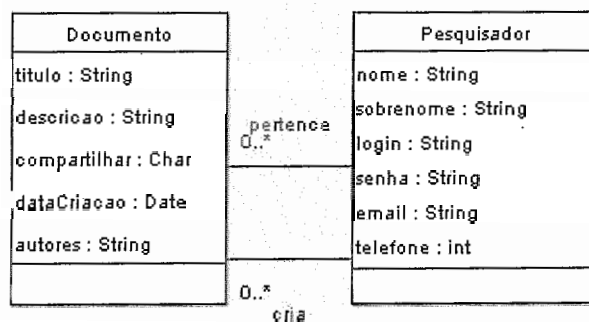 Documento
titulo : String
descricao : String
compartilhar : Char
dataCriacao : Date
autores : String
pertence
0..*
0..*
cria
Pesquisador
nome : String
sobrenome : String
login : String
senha : String
email : String
telefone : int